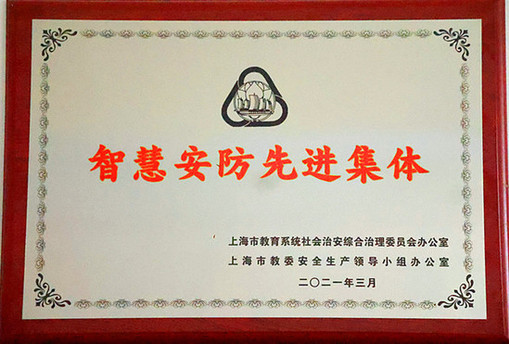 智慧安防先进集体
上海市教育系统社会治安综合治理委员会办公室
上海市教委安全生产领导小组办公室
二〇二一年三月